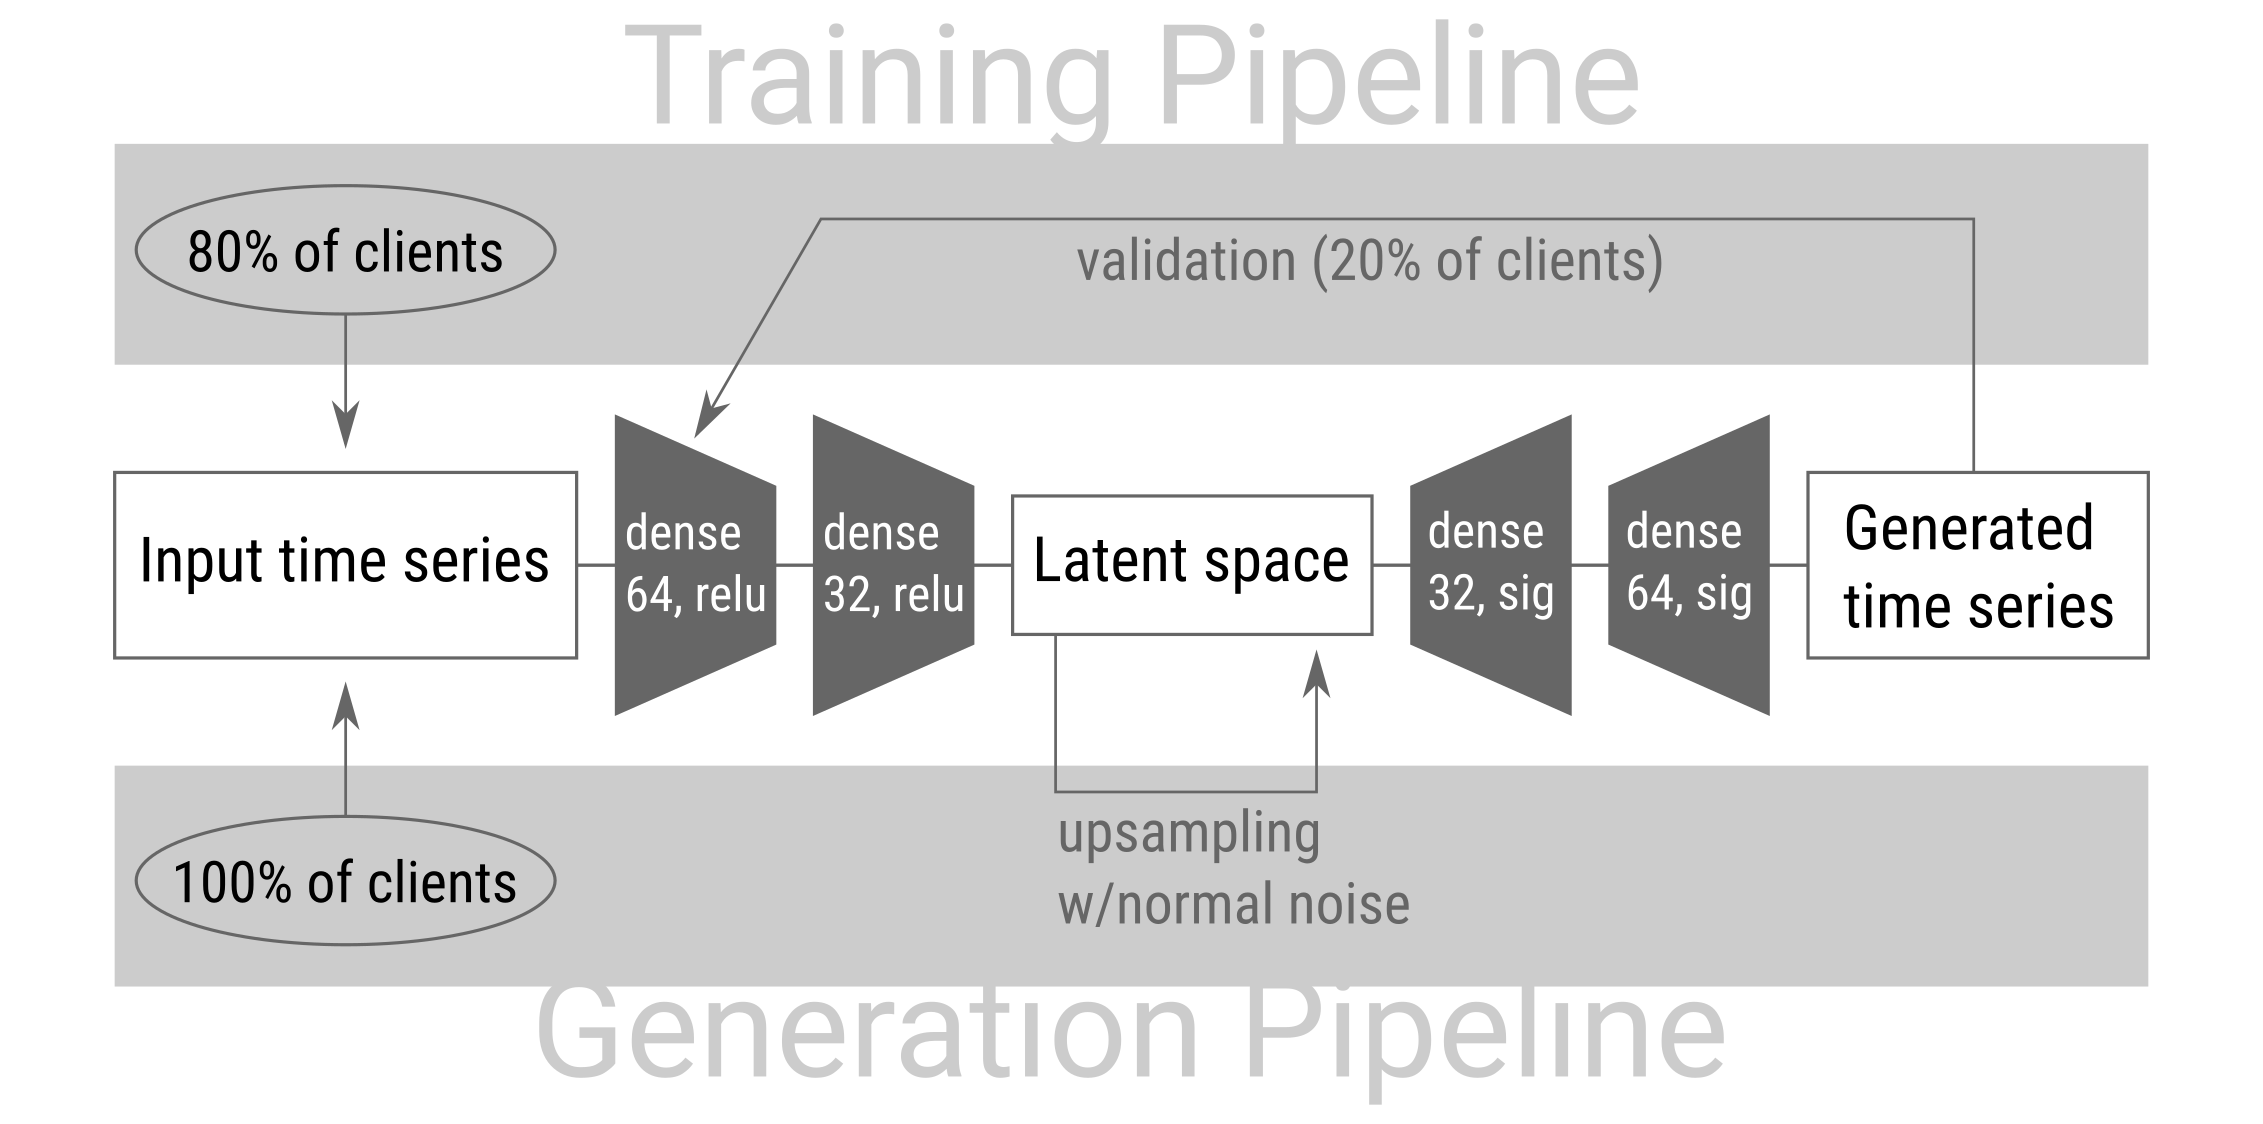 Training Pipeline
80% of clients
validation (20% of clients)
Input time series
dense
64, relu
dense
32, relu
Latent space
dense
32, sig
dense
64, sig
Generated
time series
100% of clients
upsampling
w/normal noise
Generation Pipeline